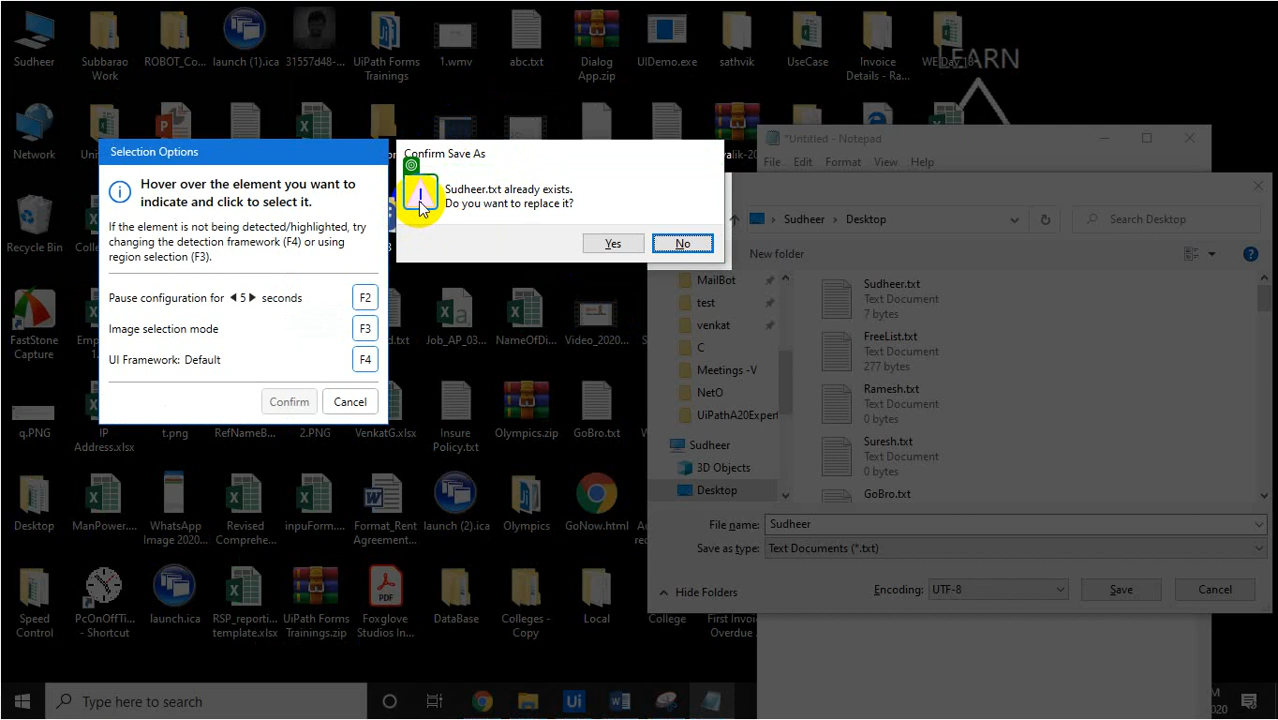 Sudheer
Subbarao
Work
ROBOT_Co...
launch (1).ica
31557d48-...
UiPath Forms
Trainings
1.wmv
abc.txt
Dialog
App.zip
UIDemo.exe
sathvik
UseCase
Invoice
Details - Ra...
LEARN
Network
*Untitled - Notepad
File Edit Format View Help
Selection Options
Hover over the element you want to
indicate and click to select it.
If the element is not being detected/highlighted, try
changing the detection framework (F4) or using
region selection (F3).
Pause configuration for 5 seconds F2
Image selection mode F3
UI Framework: Default F4
Confirm Cancel
Confirm Save As
Sudheer.txt already exists.
Do you want to replace it?
Yes No
Sudheer Desktop
Search Desktop
New folder
MailBot
test
venkat
C
Meetings -V
NetO
UiPathA20Expert
Sudheer
3D Objects
Desktop
Sudheer.txt
Text Document
7 bytes
FreeList.txt
Text Document
277 bytes
Ramesh.txt
Text Document
0 bytes
Suresh.txt
Text Document
0 bytes
GoBro.txt
File name: Sudheer
Save as type: Text Documents (*.txt)
Hide Folders
Encoding: UTF-8
Save Cancel
Recycle Bin
FastStone
Capture
Job_AP_03...
NameOfDi...
Video_2020...
q.PNG
IP
Address.xlsx
t.png
RefNameB...
2.PNG
VenkatG.xlsx
Insure
Policy.txt
Olympics.zip
GoBro.txt
Desktop
ManPower....
WhatsApp
Image 2020...
Revised
Comprehe...
inpuForm....
Format_Rent
Agreement...
launch (2).ica
Olympics
GoNow.html
Speed
Control
PcOnOffTi...
- Shortcut
launch.ica
RSP_reporti...
template.xlsx
UiPath Forms
Trainings.zip
Foxglove
Studios In...
DataBase
Colleges -
Copy
Local
College
First Invoi...
Overdue ...
Type here to search
Ui